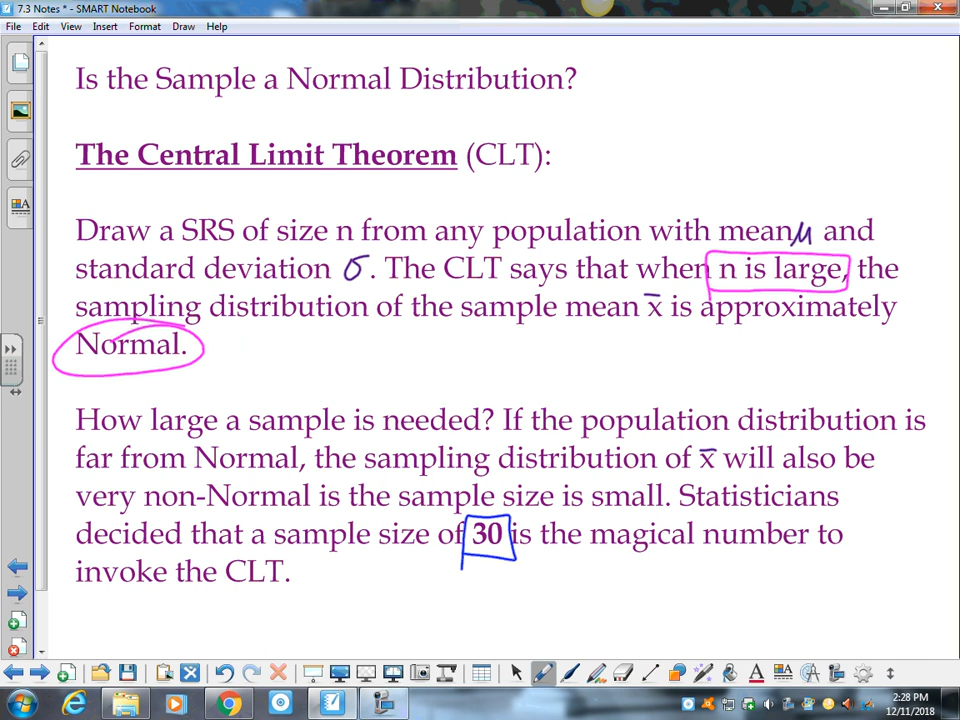 7.3 Notes * - SMART Notebook
File Edit View Insert Format Draw Help
Is the Sample a Normal Distribution?
The Central Limit Theorem (CLT):
Draw a SRS of size n from any population with mean μ and
standard deviation σ. The CLT says that when n is large, the
sampling distribution of the sample mean x̄ is approximately
Normal.
How large a sample is needed? If the population distribution is
far from Normal, the sampling distribution of x̄ will also be
very non-Normal is the sample size is small. Statisticians
decided that a sample size of 30 is the magical number to
invoke the CLT.
2:28 PM
12/11/2018